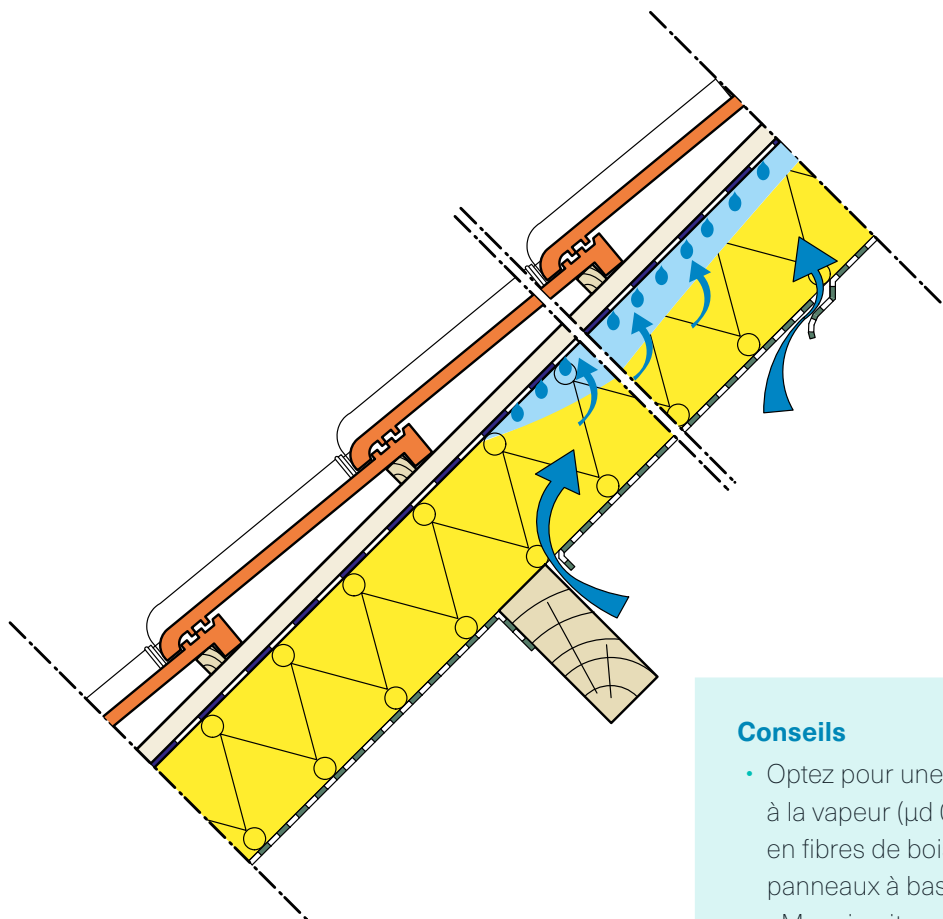 Conseils
• Optez pour une
à la vapeur (μd
en fibres de boi
panneaux à bas